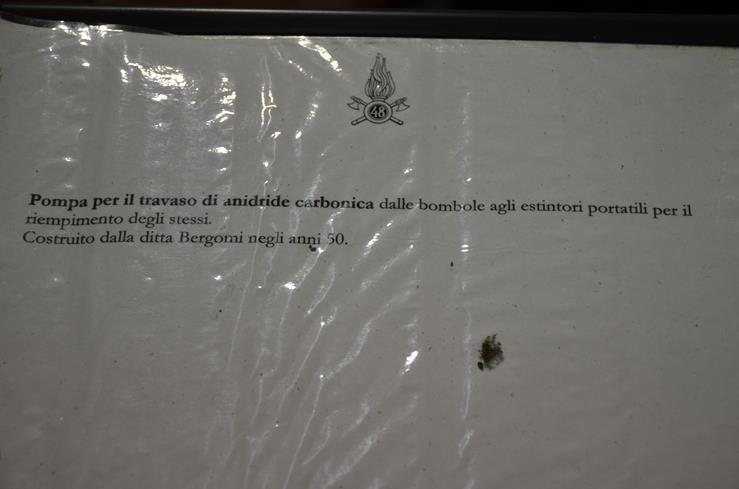 48
Pompa per il travaso di anidride carbonica dalle bombole agli estintori portatili per il
riempimento degli stessi.
Costruito dalla ditta Bergomi negli anni 50.